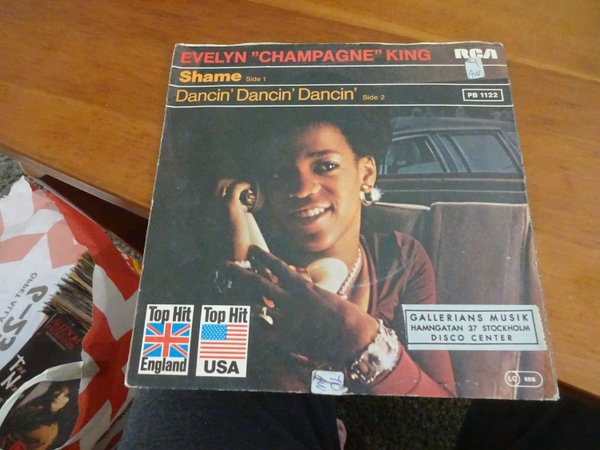 EVELYN "CHAMPAGNE" KING
RCA
Shame Side 1
Dancin' Dancin' Dancin' Side 2
PB 1122
Top Hit
England
Top Hit
USA
GALLERIANS MUSIK
HAMNGATAN 37 STOCKHOLM
DISCO CENTER
LC